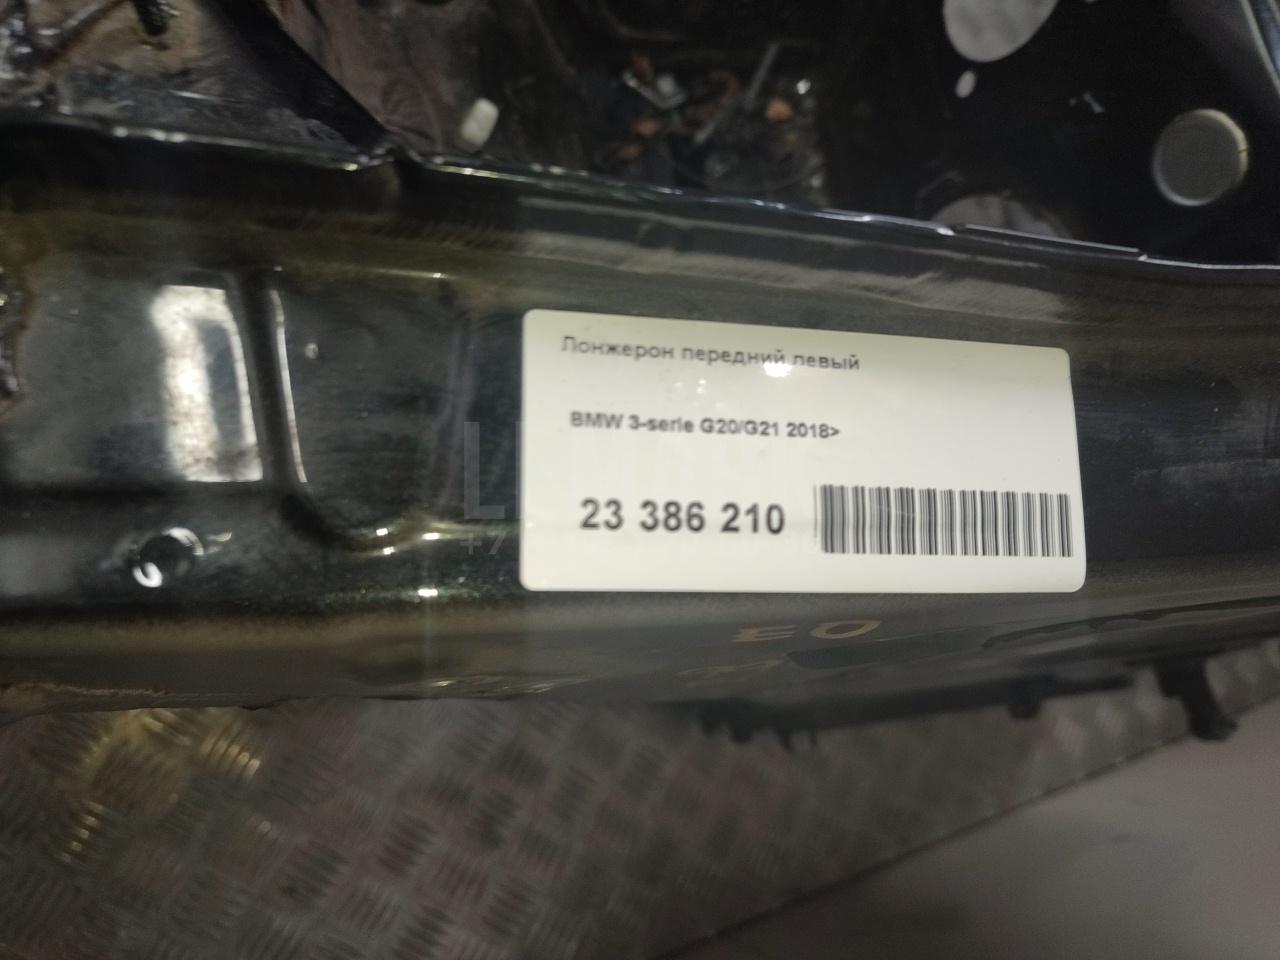 Лонжерон передний левый
BMW 3-serie G20/G21 2018>
23 386 210